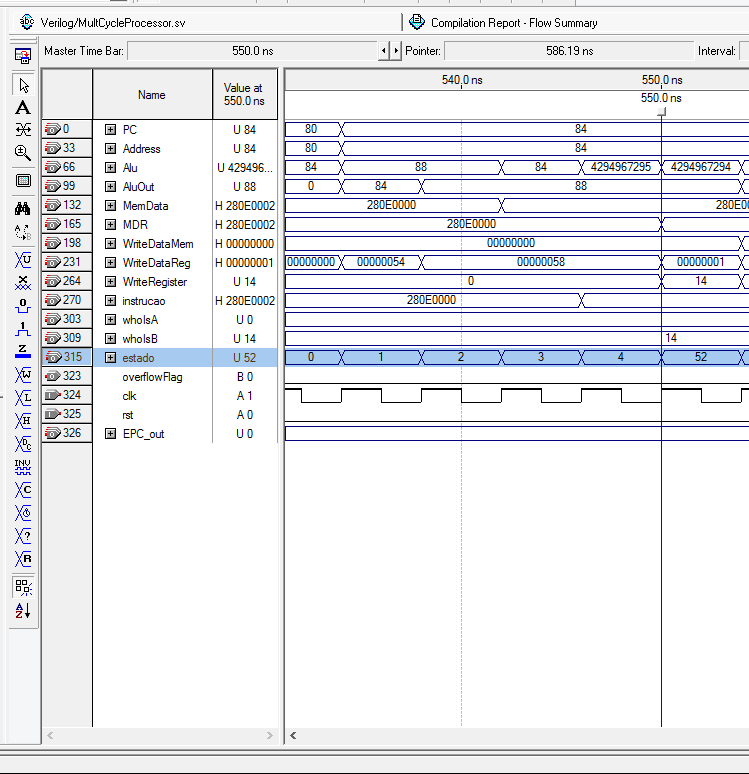 Verilog/MultCycleProcessor.sv
Compilation Report - Flow Summary
Master Time Bar: 550.0 ns Pointer: 586.19 ns Interval:
Name Value at 550.0 ns 540.0 ns 550.0 ns
550.0 ns
0 PC U 84 80 84
33 Address U 84 80 84
66 Alu U 429496... 84 88 84 4294967295 4294967294
99 AluOut U 88 0 84 88
132 MemData H 280E0002 280E0000 280E0
165 MDR H 280E0002 280E0000
198 WriteDataMem H 00000000 00000000
231 WriteDataReg H 00000001 00000000 00000054 00000058 00000001
264 WriteRegister U 14 0 14
270 instrucao H 280E0002 280E0000
303 whoIsA U 0
309 whoIsB U 14 14
315 estado U 52 0 1 2 3 4 52
323 overflowFlag B 0
324 clk A 1
325 rst A 0
326 EPC_out U 0